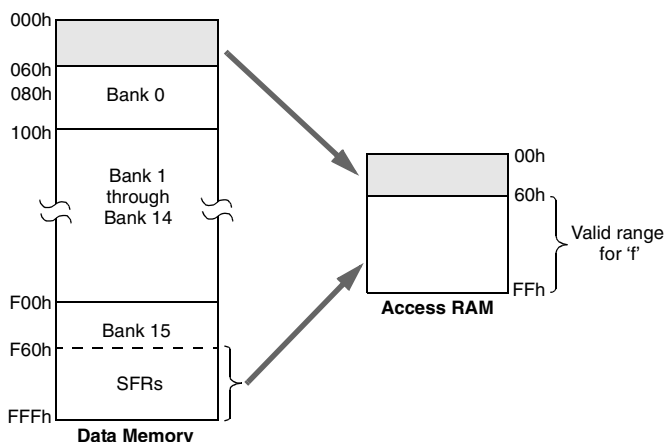 000h
060h
080h
Bank 0
100h
Bank 1
through
Bank 14
F00h
Bank 15
F60h
SFRs
FFFh
Data Memory
00h
60h
Valid range
for ‘f’
FFh
Access RAM